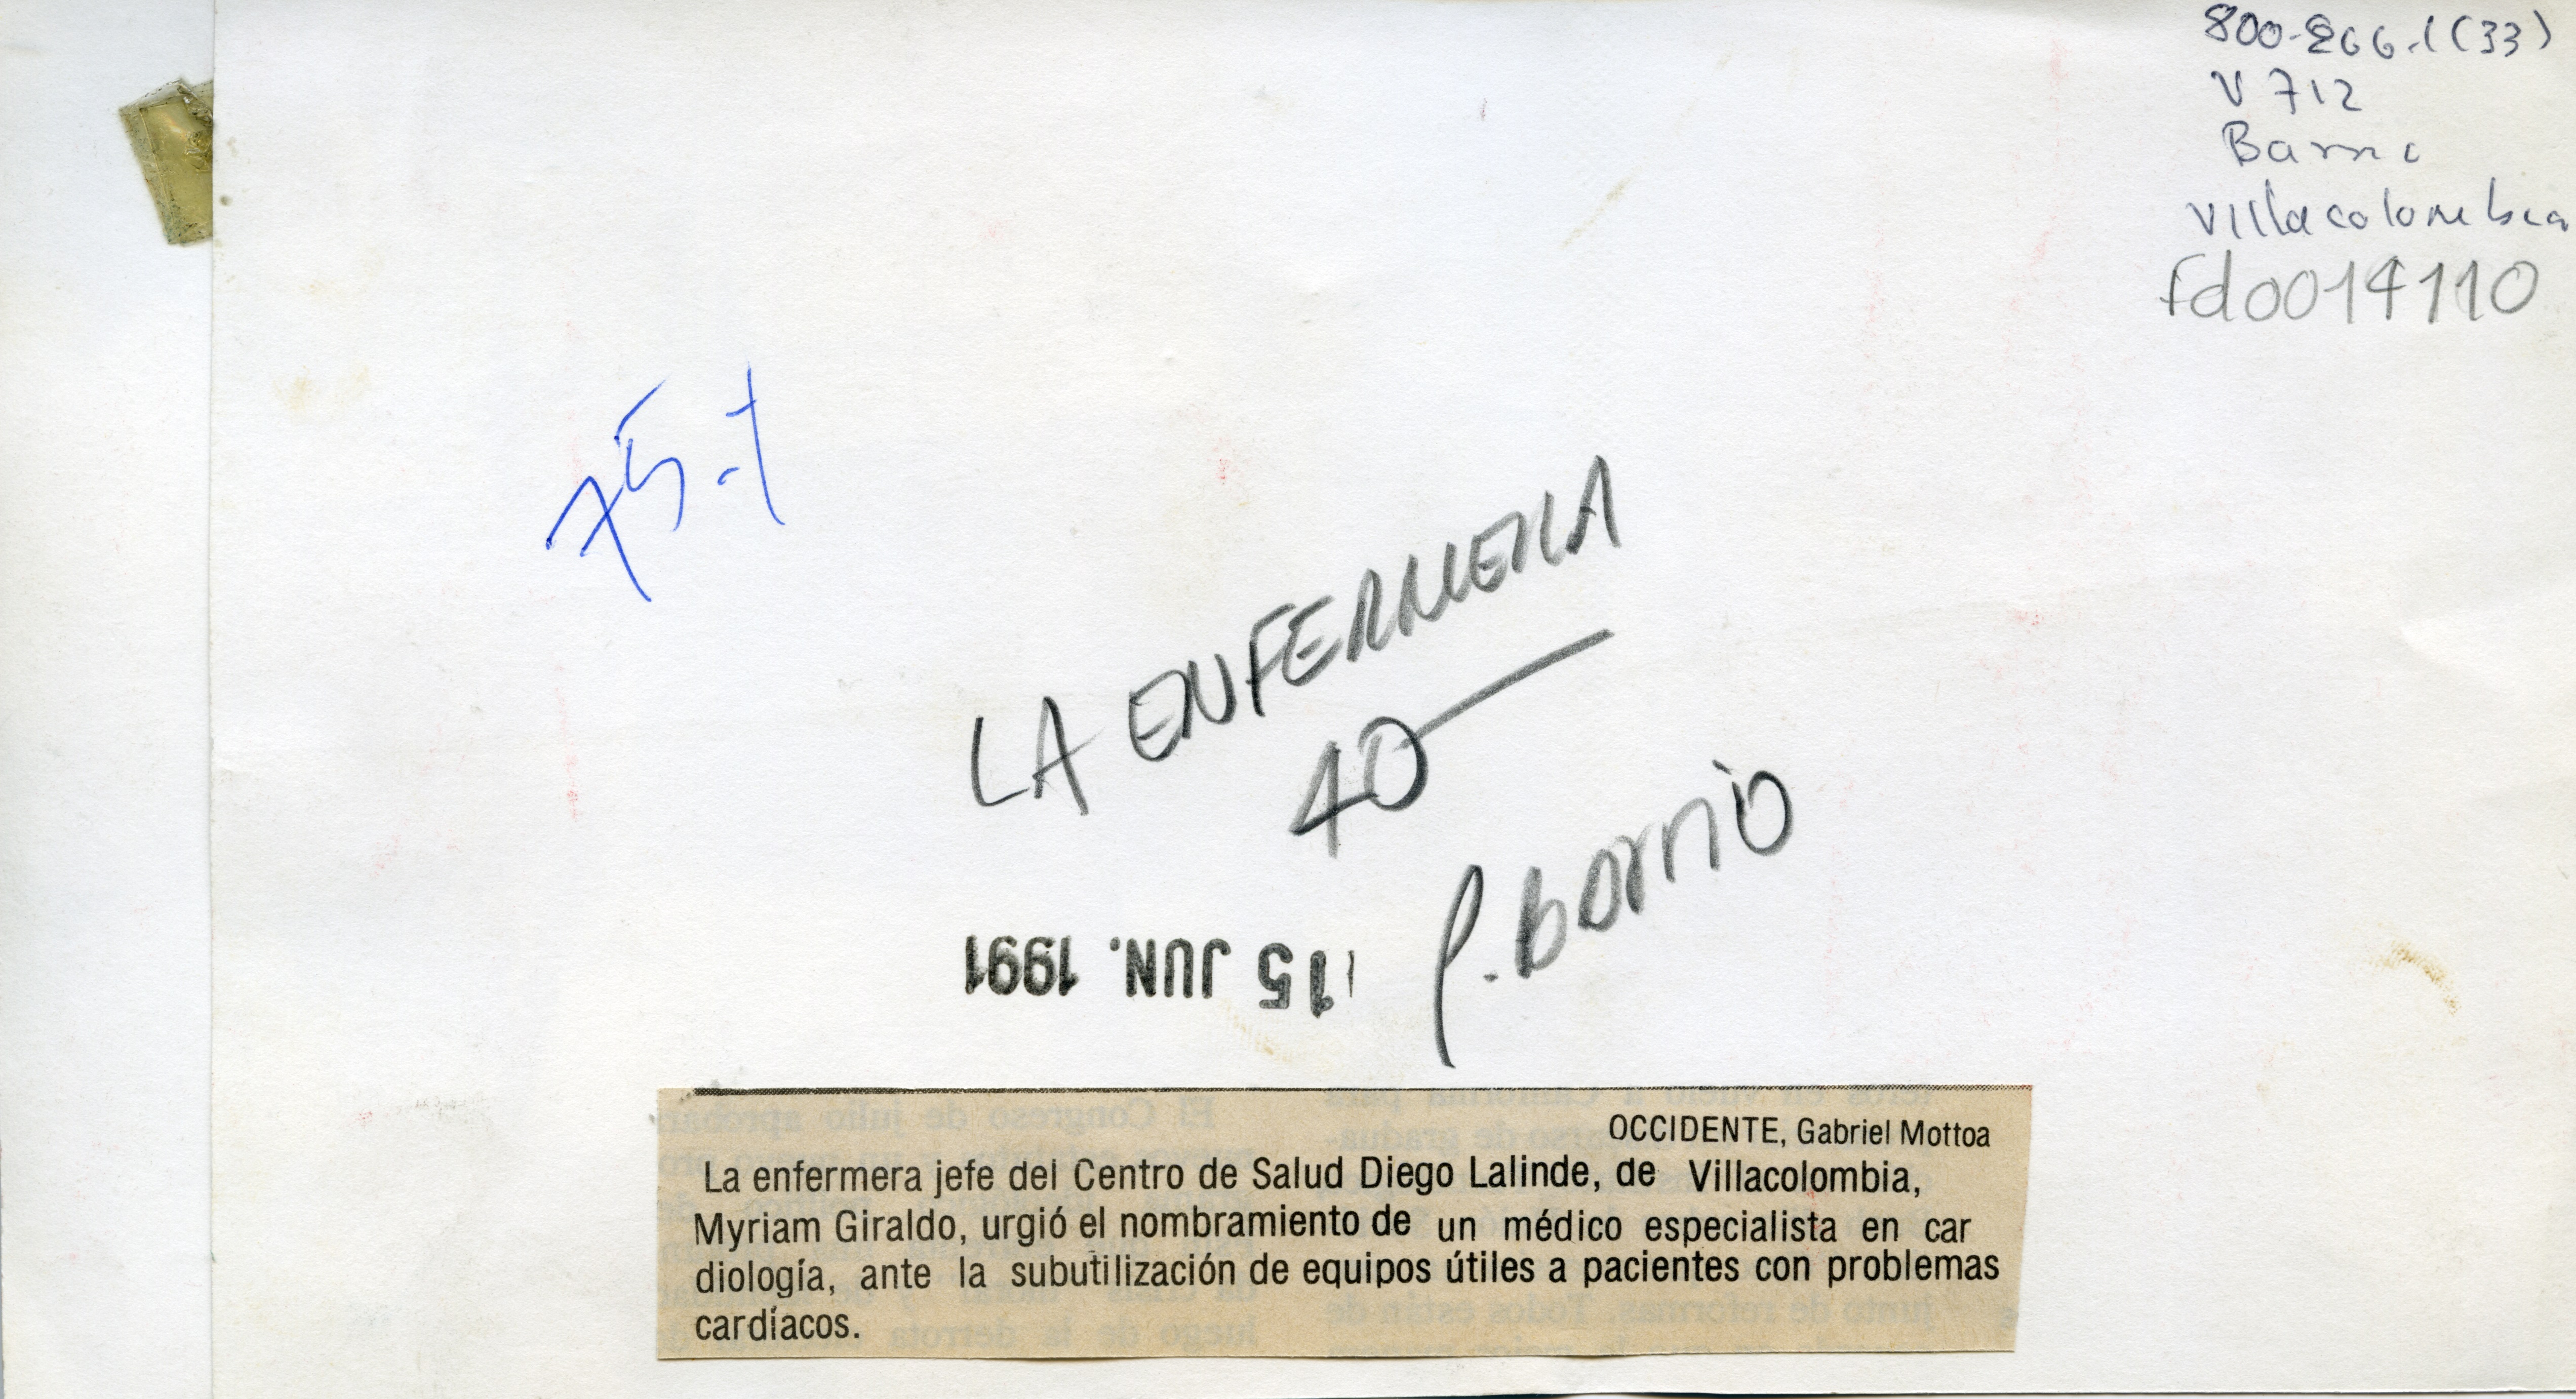 800-266.1(33)
V 712
Barrio
Villacolombia
fd0014110
75-1
LA ENFERMERA
40
P. barrio
15 JUN. 1991
OCCIDENTE, Gabriel Mottoa
La enfermera jefe del Centro de Salud Diego Lalinde, de Villacolombia,
Myriam Giraldo, urgió el nombramiento de un médico especialista en car
diología, ante la subutilización de equipos útiles a pacientes con problemas
cardíacos.